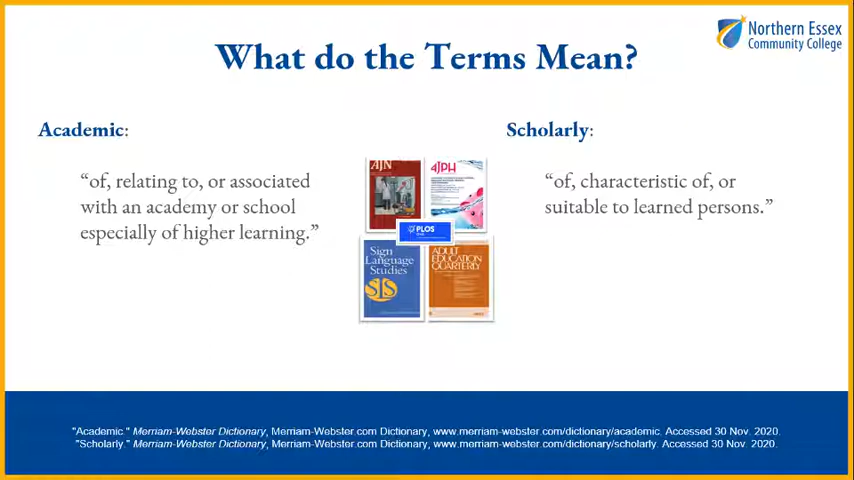 Northern Essex
Community College
What do the Terms Mean?
Academic:
“of, relating to, or associated
with an academy or school
especially of higher learning.”
Scholarly:
“of, characteristic of, or
suitable to learned persons.”
AJN
AJPH
PLOS
Sign
Language
Studies
SLS
ADULT
EDUCATION
QUARTERLY
"Academic." Merriam-Webster Dictionary, Merriam-Webster.com Dictionary, www.merriam-webster.com/dictionary/academic. Accessed 30 Nov. 2020.
"Scholarly." Merriam-Webster Dictionary, Merriam-Webster.com Dictionary, www.merriam-webster.com/dictionary/scholarly. Accessed 30 Nov. 2020.